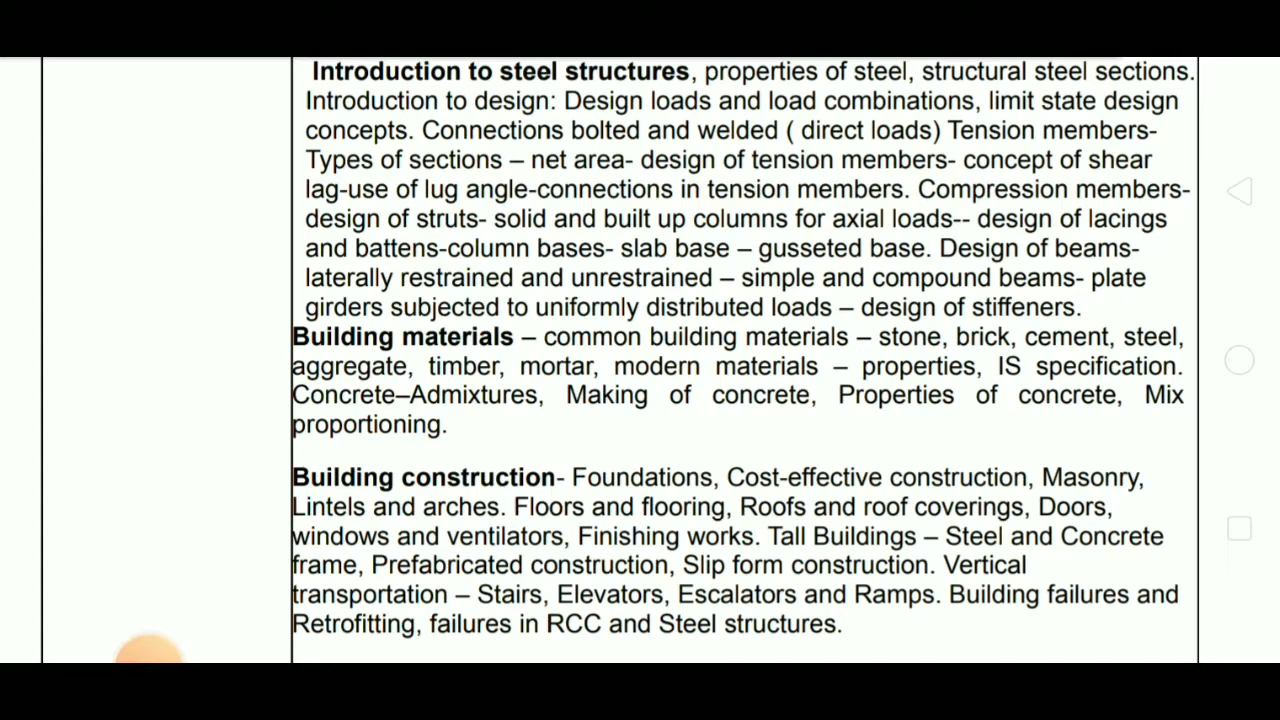 Introduction to steel structures, properties of steel, structural steel sections.
Introduction to design: Design loads and load combinations, limit state design
concepts. Connections bolted and welded ( direct loads) Tension members-
Types of sections – net area- design of tension members- concept of shear
lag-use of lug angle-connections in tension members. Compression members-
design of struts- solid and built up columns for axial loads-- design of lacings
and battens-column bases- slab base – gusseted base. Design of beams-
laterally restrained and unrestrained – simple and compound beams- plate
girders subjected to uniformly distributed loads – design of stiffeners.
Building materials – common building materials – stone, brick, cement, steel,
aggregate, timber, mortar, modern materials – properties, IS specification.
Concrete–Admixtures, Making of concrete, Properties of concrete, Mix
proportioning.
Building construction- Foundations, Cost-effective construction, Masonry,
Lintels and arches. Floors and flooring, Roofs and roof coverings, Doors,
windows and ventilators, Finishing works. Tall Buildings – Steel and Concrete
frame, Prefabricated construction, Slip form construction. Vertical
transportation – Stairs, Elevators, Escalators and Ramps. Building failures and
Retrofitting, failures in RCC and Steel structures.